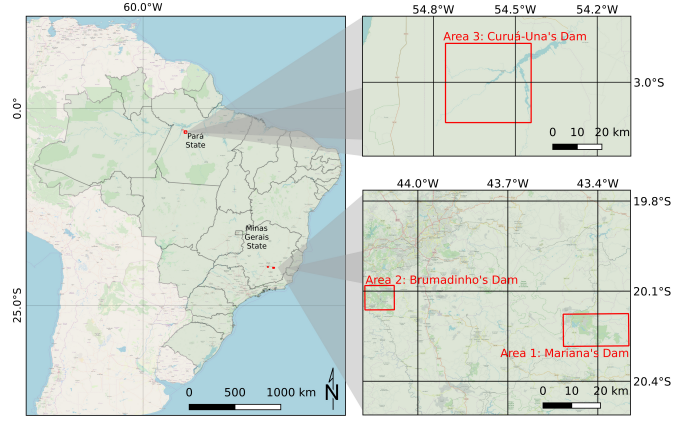 60.0°W
0.0°
25.0°S
Pará
State
Minas
Gerais
State
0 500 1000 km
N
54.8°W 54.5°W 54.2°W
Area 3: Curuá-Una's Dam
3.0°S
0 10 20 km
44.0°W 43.7°W 43.4°W
19.8°S
Area 2: Brumadinho's Dam
20.1°S
Area 1: Mariana's Dam
20.4°S
0 10 20 km